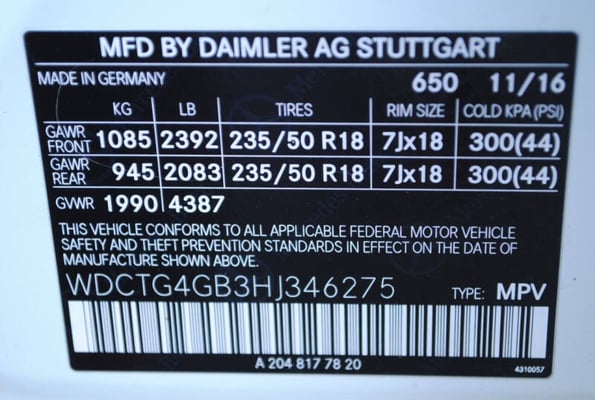 MFD BY DAIMLER AG STUTTGART
MADE IN GERMANY 650 11/16
KG LB TIRES RIM SIZE COLD KPA(PSI)
GAWR FRONT 1085 2392 235/50 R18 7Jx18 300(44)
GAWR REAR 945 2083 235/50 R18 7Jx18 300(44)
GVWR 1990 4387
THIS VEHICLE CONFORMS TO ALL APPLICABLE FEDERAL MOTOR VEHICLE
SAFETY AND THEFT PREVENTION STANDARDS IN EFFECT ON THE DATE OF
MANUFACTURE SHOWN ABOVE.
WDCTG4GB3HJ346275 TYPE: MPV
A 204 817 78 20
4310057